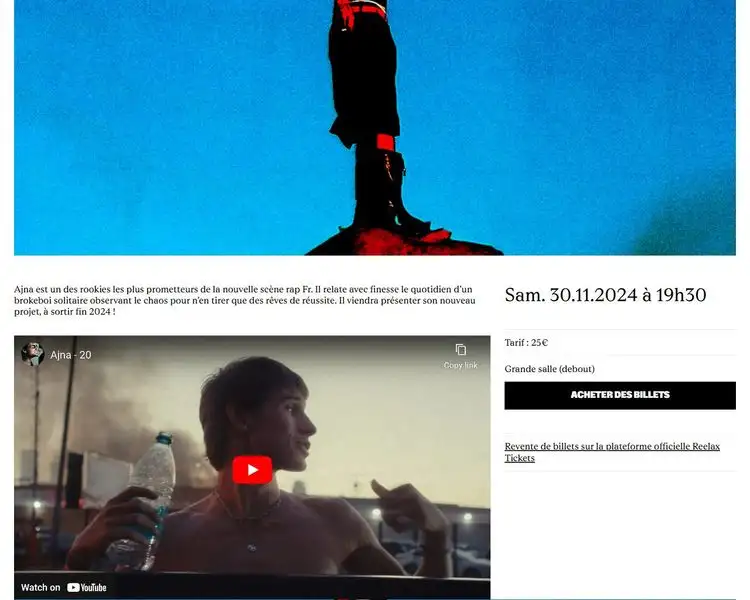 Ajna est un des rookies les plus prometteurs de la nouvelle scène rap Fr. Il relate avec finesse le quotidien d’un
brokeboi solitaire observant le chaos pour n’en tirer que des rêves de réussite. Il viendra présenter son nouveau
projet, à sortir fin 2024 !
Ajna - 20
Copy link
Watch on YouTube
Sam. 30.11.2024 à 19h30
Tarif : 25€
Grande salle (debout)
ACHETER DES BILLETS
Revente de billets sur la plateforme officielle Reelax
Tickets